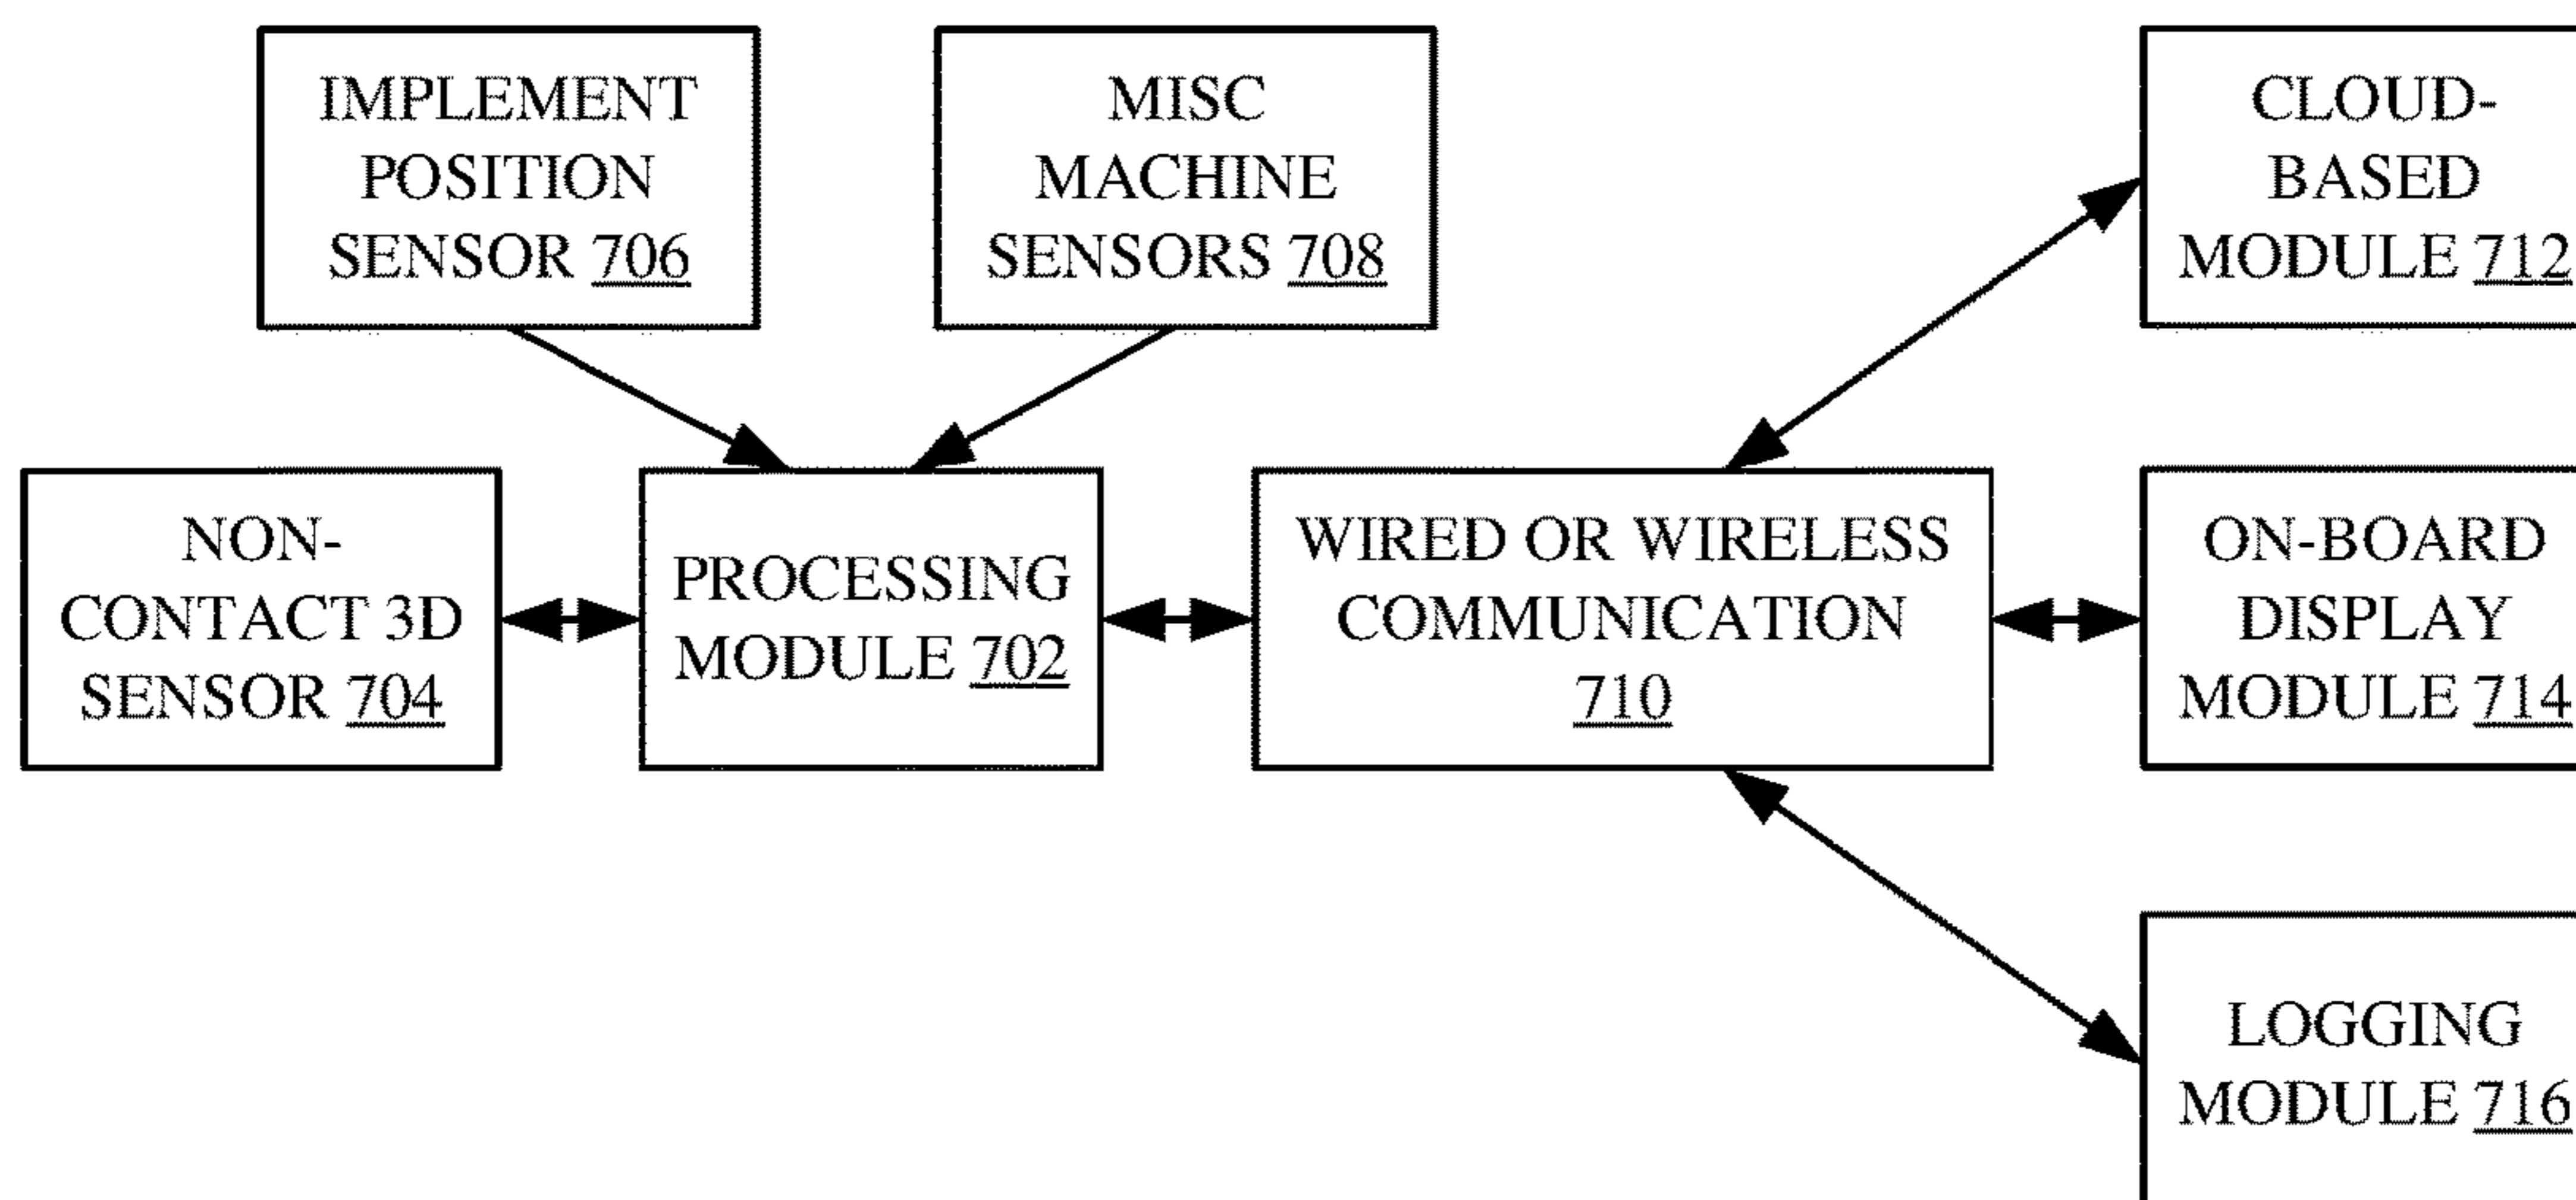 IMPLEMENT
POSITION
SENSOR 706
MISC
MACHINE
SENSORS 708
CLOUD-
BASED
MODULE 712
NON-
CONTACT 3D
SENSOR 704
PROCESSING
MODULE 702
WIRED OR WIRELESS
COMMUNICATION
710
ON-BOARD
DISPLAY
MODULE 714
LOGGING
MODULE 716